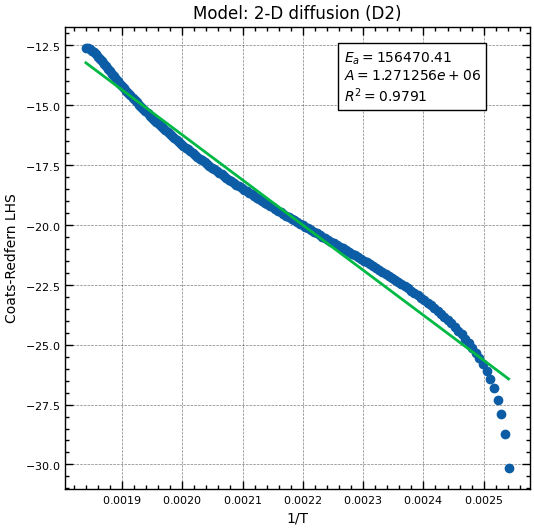 Model: 2-D diffusion (D2)
−12.5
−15.0
−17.5
−20.0
−22.5
−25.0
−27.5
−30.0
Coats-Redfern LHS
Eₐ = 156470.41
A = 1.271256e + 06
R² = 0.9791
0.0019 0.0020 0.0021 0.0022 0.0023 0.0024 0.0025
1/T